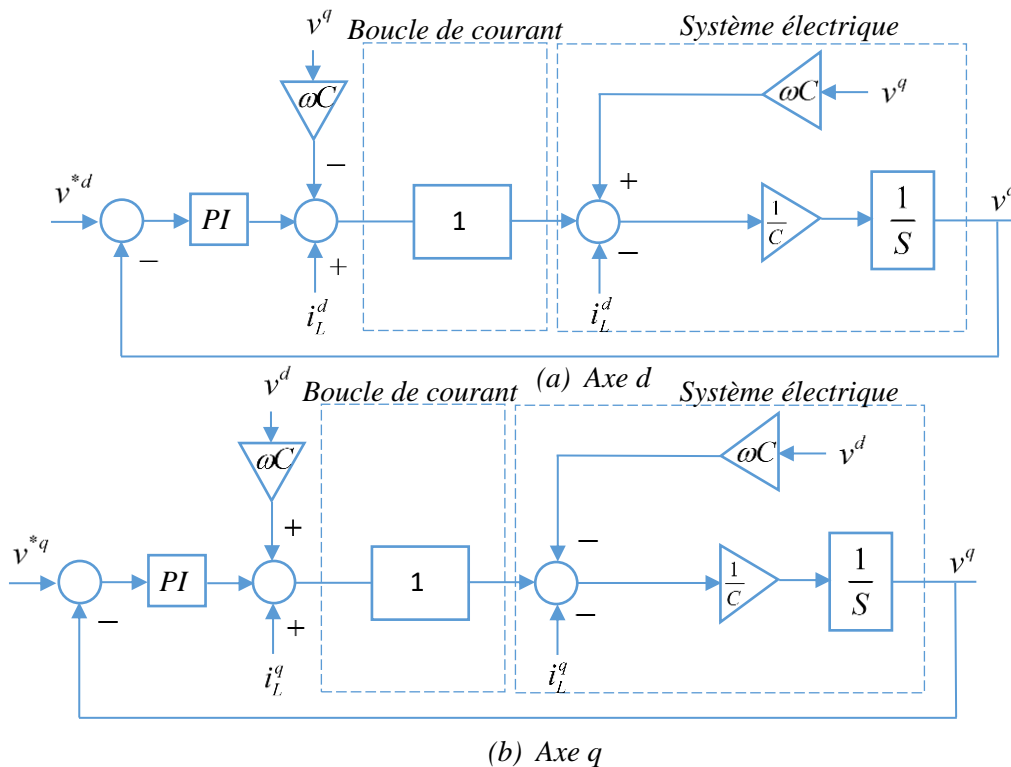 v^q
Boucle de courant
Système électrique
ωC
ωC
v^q
−
+
v^{*d}
PI
1
1/C
1/S
−
+
−
i_L^d
i_L^d
(a) Axe d
v^d
Boucle de courant
Système électrique
ωC
ωC
v^d
+
−
v^{*q}
PI
1
1/C
1/S
v^q
−
+
−
i_L^q
i_L^q
(b) Axe q